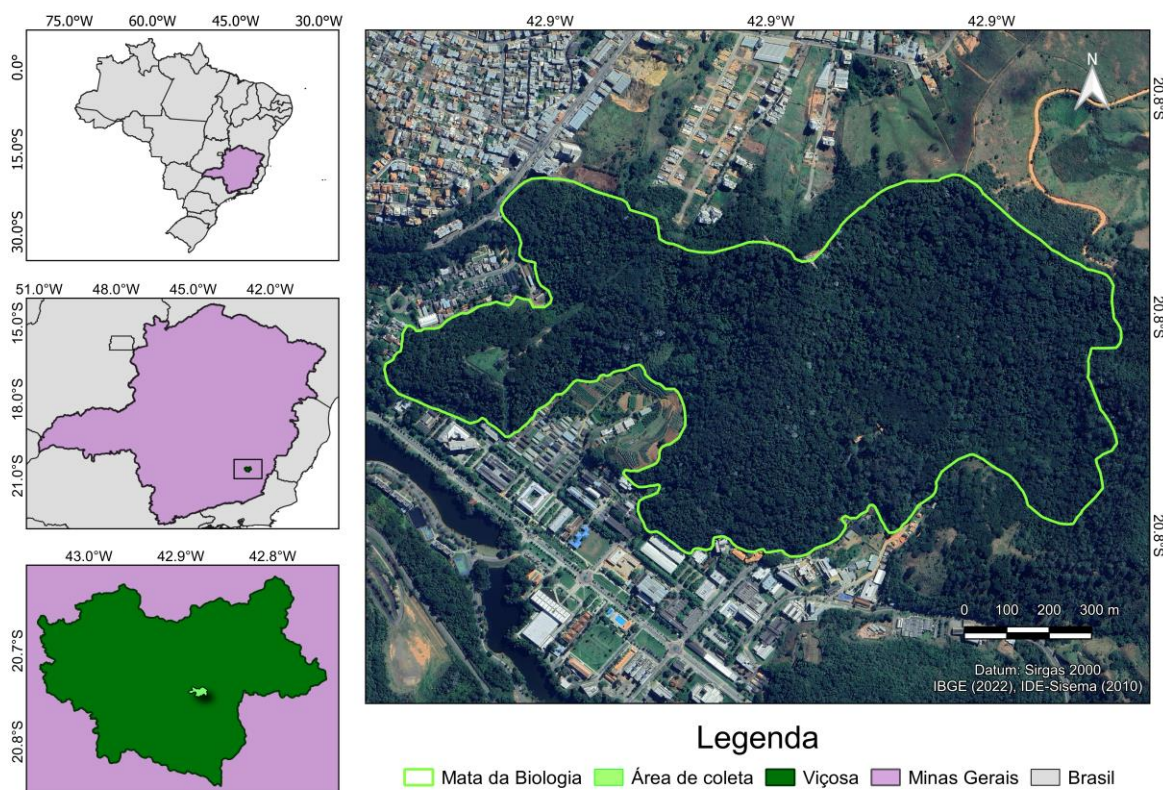 75.0°W 60.0°W 45.0°W 30.0°W
0.0°
15.0°S
30.0°S
51.0°W 48.0°W 45.0°W 42.0°W
15.0°S
18.0°S
21.0°S
43.0°W 42.9°W 42.8°W
20.7°S
20.8°S
42.9°W 42.9°W 42.9°W
N
20.8°S
20.8°S
20.8°S
0 100 200 300 m
Datum: Sirgas 2000
IBGE (2022), IDE-Sisema (2010)
Legenda
Mata da Biologia Área de coleta Viçosa Minas Gerais Brasil